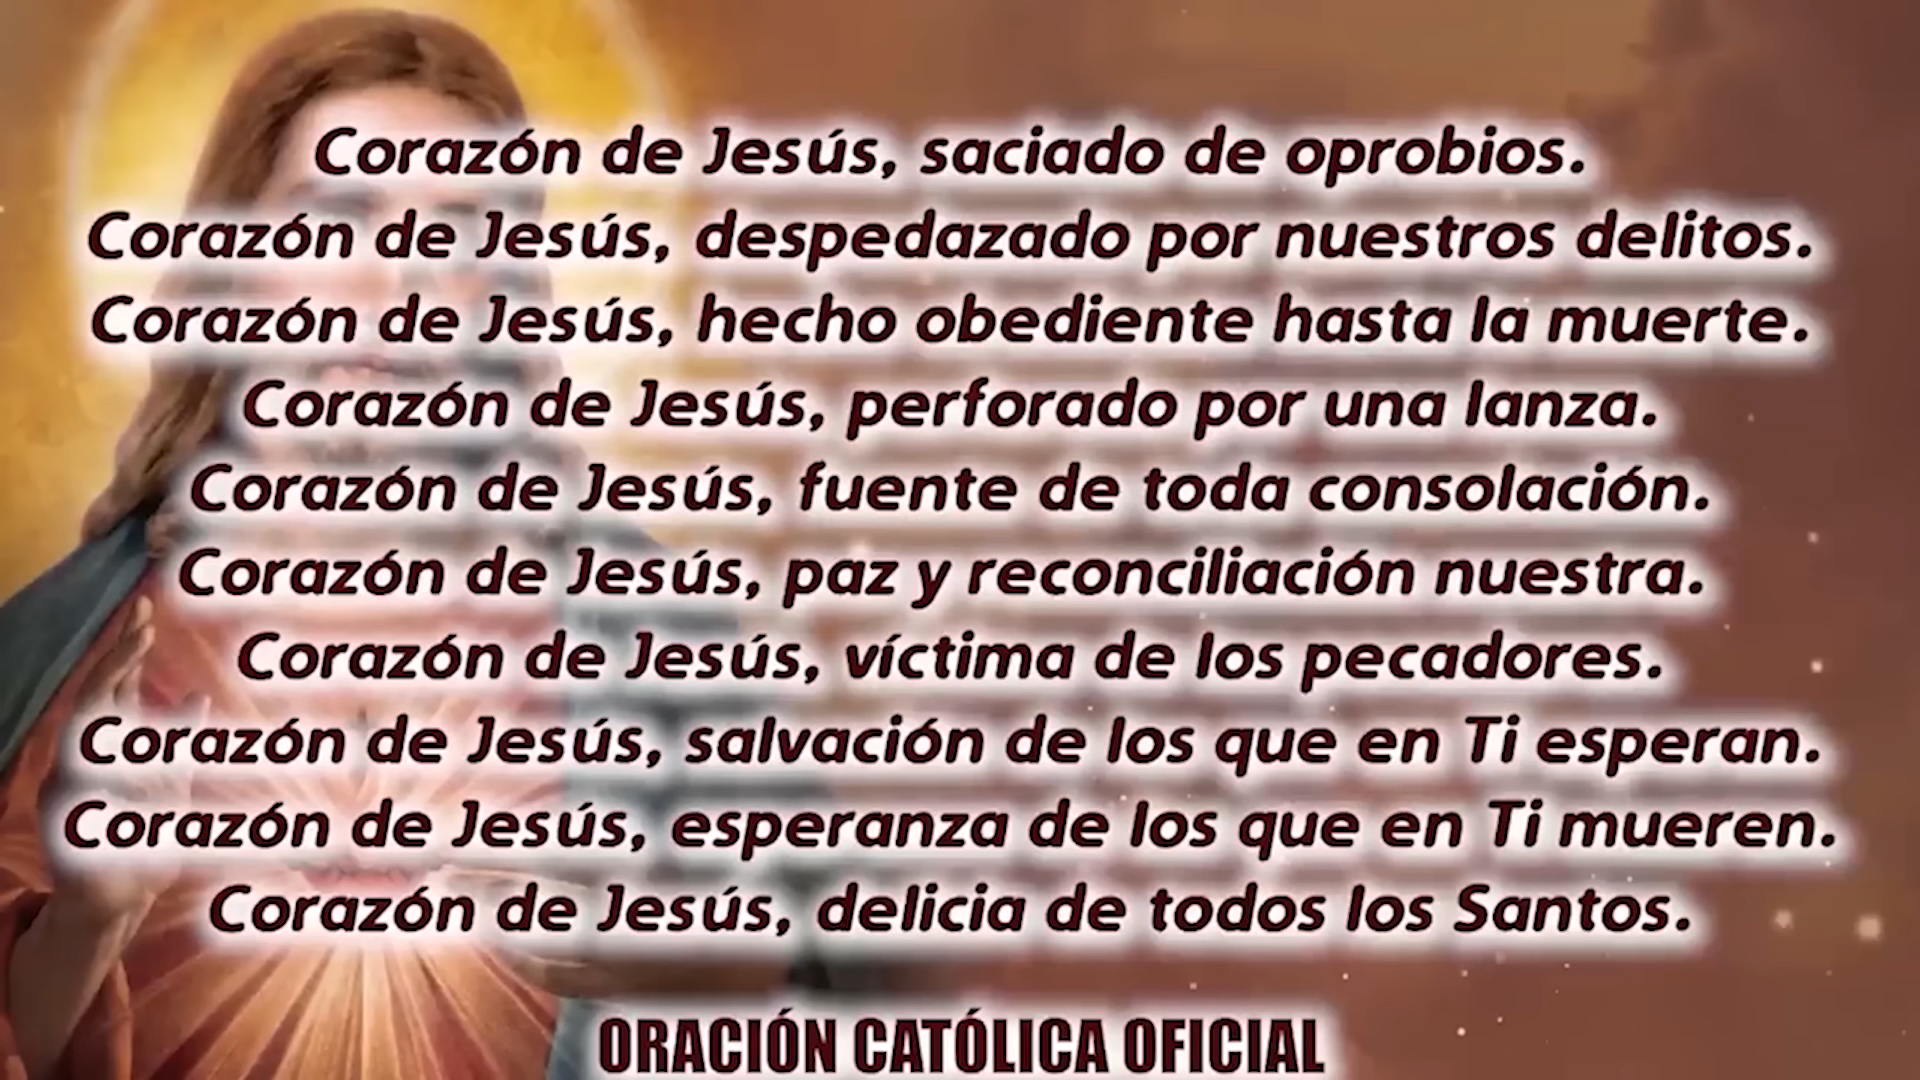 Corazón de Jesús, saciado de oprobios.
Corazón de Jesús, despedazado por nuestros delitos.
Corazón de Jesús, hecho obediente hasta la muerte.
Corazón de Jesús, perforado por una lanza.
Corazón de Jesús, fuente de toda consolación.
Corazón de Jesús, paz y reconciliación nuestra.
Corazón de Jesús, víctima de los pecadores.
Corazón de Jesús, salvación de los que en Ti esperan.
Corazón de Jesús, esperanza de los que en Ti mueren.
Corazón de Jesús, delicia de todos los Santos.
ORACIÓN CATÓLICA OFICIAL